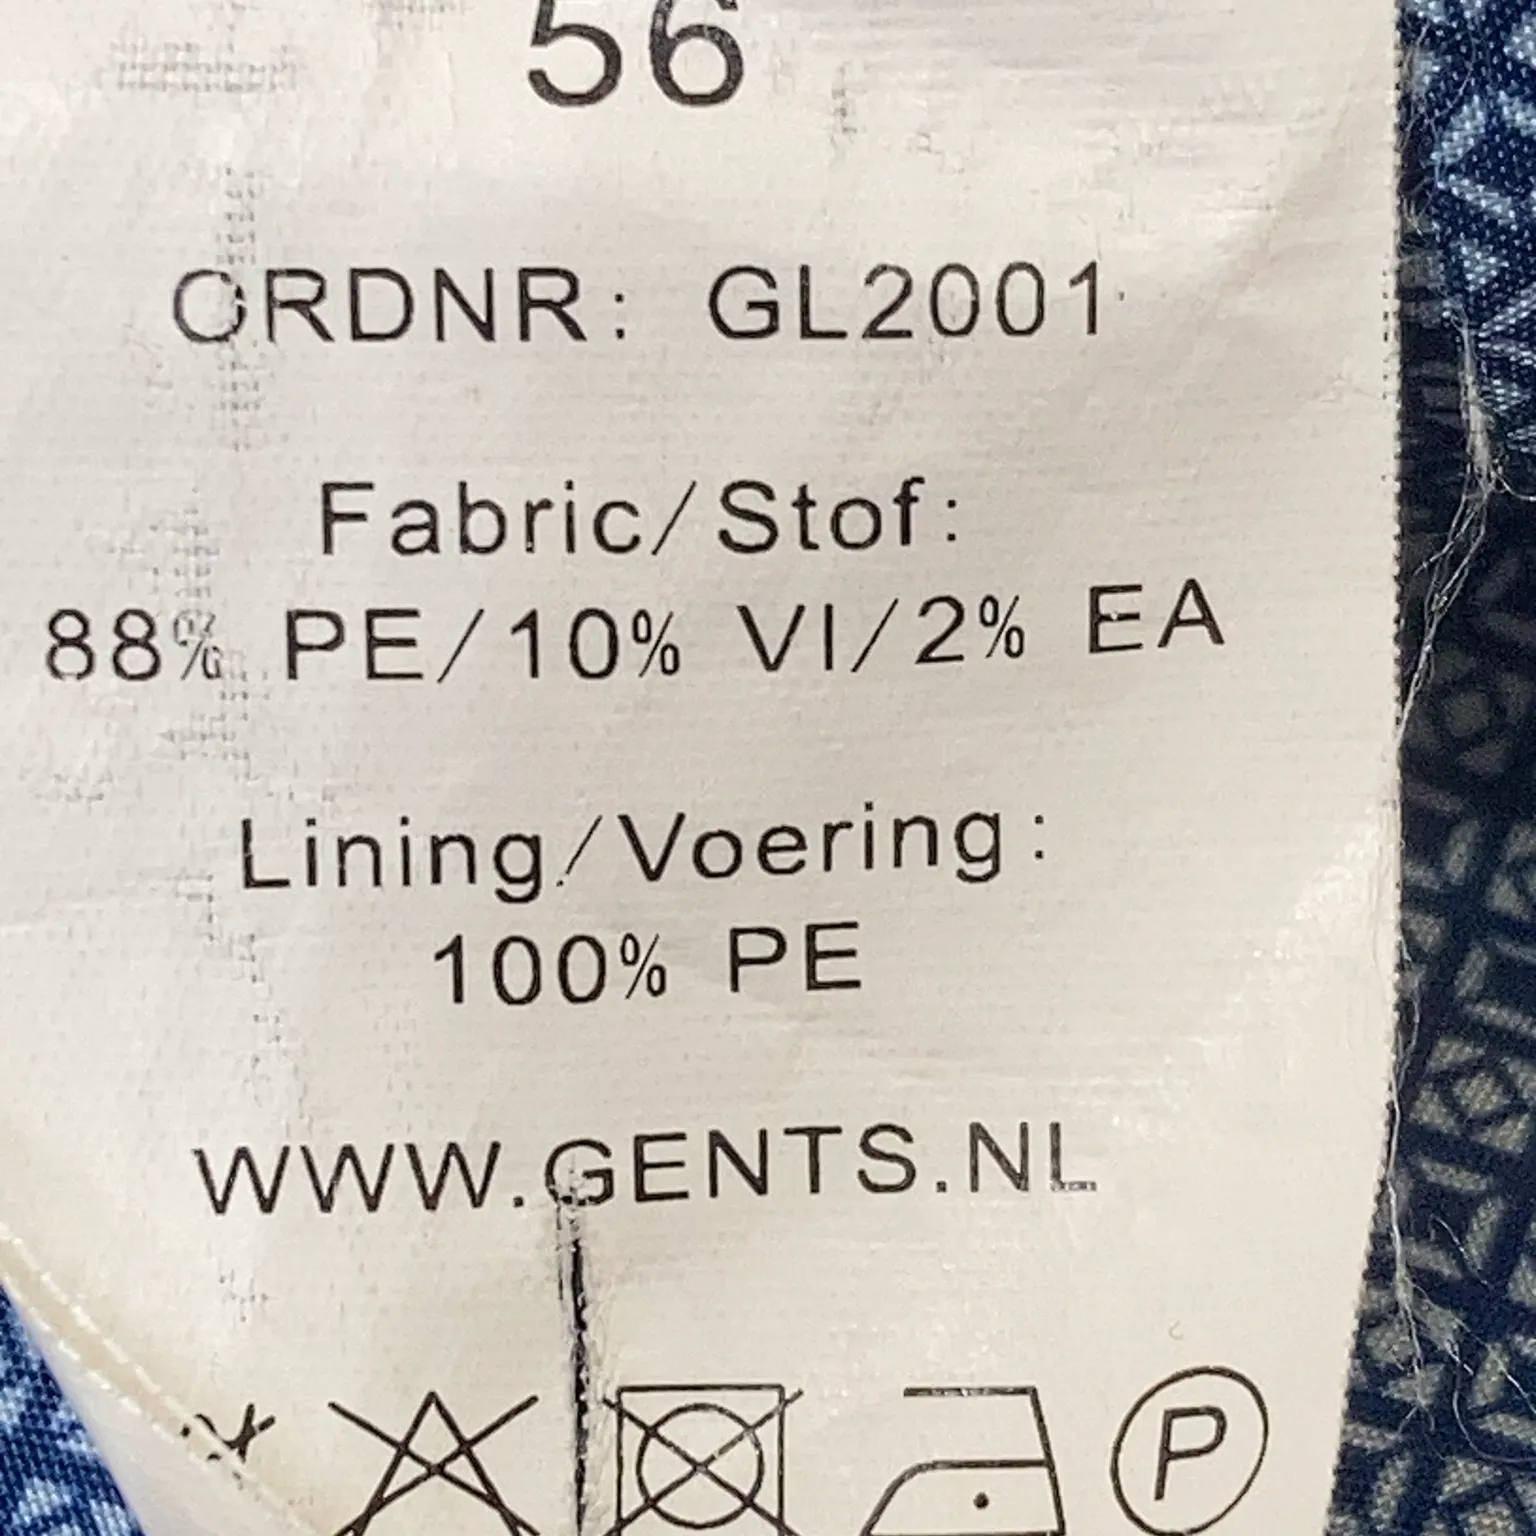 56
ORDNR: GL2001
Fabric/Stof:
88% PE/10% VI/2% EA
Lining/Voering:
100% PE
WWW.GENTS.NL
P